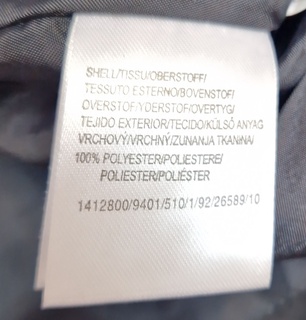 SHELL/TISSU/OBERSTOFF/
TESSUTO ESTERNO/BOVENSTOF/
OVERSTOF/YDERSTOF/OVERTYG/
TEJIDO EXTERIOR/TECIDO/KÜLSŐ ANYAG
VRCHOVÝ/VRCHNÝ/ZUNANJA TKANINA/
100% POLYESTER/POLIESTERE/
POLIESTER/POLIÉSTER
1412800/9401/510/1/92/26589/10